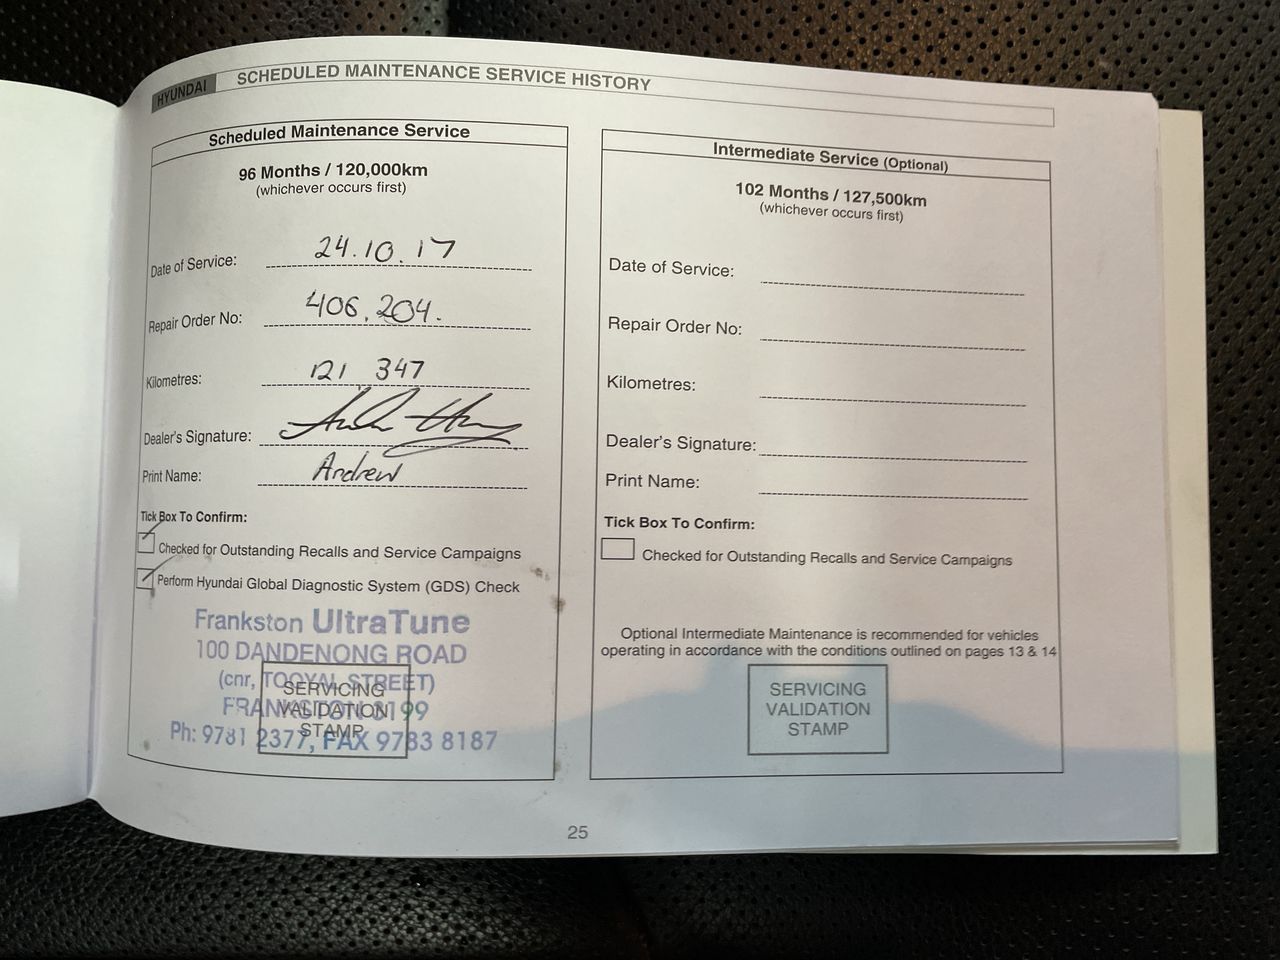 HYUNDAI SCHEDULED MAINTENANCE SERVICE HISTORY
Scheduled Maintenance Service
96 Months / 120,000km
(whichever occurs first)
Date of Service: 24.10.17
Repair Order No: 406,204.
Kilometres: 121 347
Dealer's Signature:
Print Name: Andrew
Tick Box To Confirm:
Checked for Outstanding Recalls and Service Campaigns
Perform Hyundai Global Diagnostic System (GDS) Check
Frankston UltraTune
100 DANDENONG ROAD
(cnr, STREET)
SERVICING
FRANKSTON 3199
VALIDATION
STAMP
Ph: 9781 2377, FAX 9783 8187
Intermediate Service (Optional)
102 Months / 127,500km
(whichever occurs first)
Date of Service:
Repair Order No:
Kilometres:
Dealer's Signature:
Print Name:
Tick Box To Confirm:
Checked for Outstanding Recalls and Service Campaigns
Optional Intermediate Maintenance is recommended for vehicles
operating in accordance with the conditions outlined on pages 13 & 14
SERVICING
VALIDATION
STAMP
25